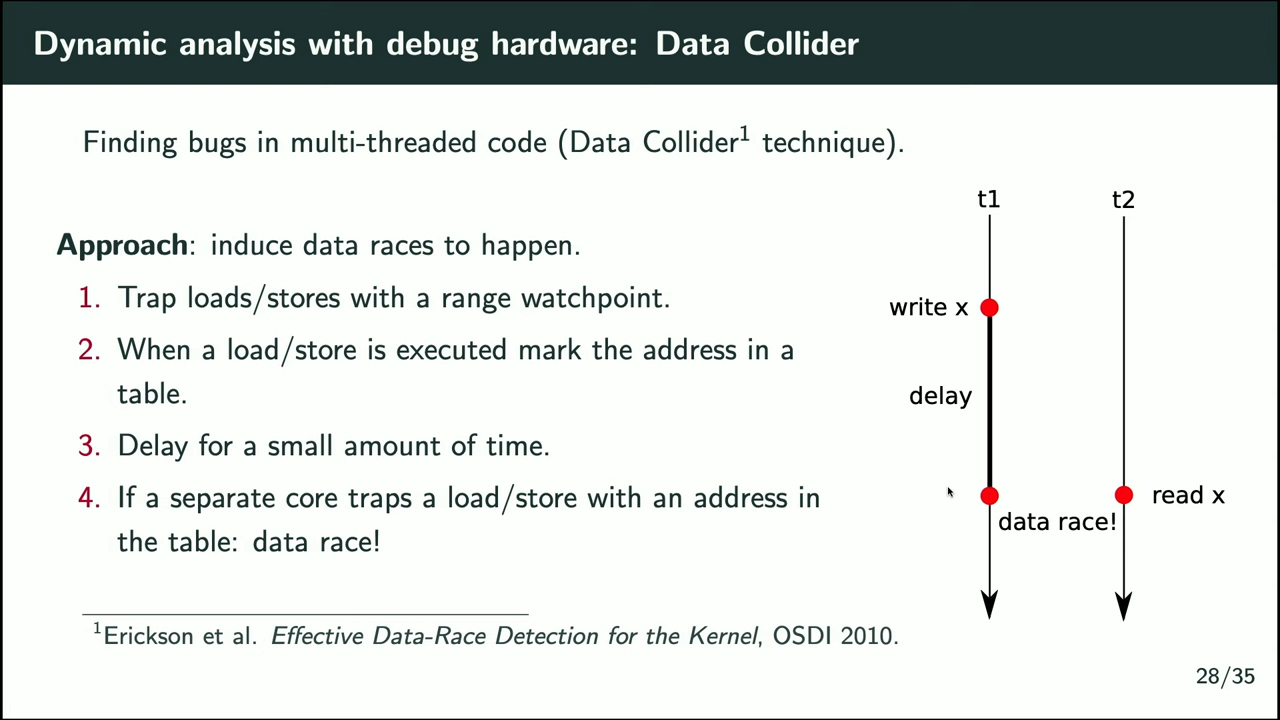 Dynamic analysis with debug hardware: Data Collider
Finding bugs in multi-threaded code (Data Collider¹ technique).
Approach: induce data races to happen.
1. Trap loads/stores with a range watchpoint.
2. When a load/store is executed mark the address in a
table.
3. Delay for a small amount of time.
4. If a separate core traps a load/store with an address in
the table: data race!
t1
t2
write x
delay
read x
data race!
¹Erickson et al. Effective Data-Race Detection for the Kernel, OSDI 2010.
28/35